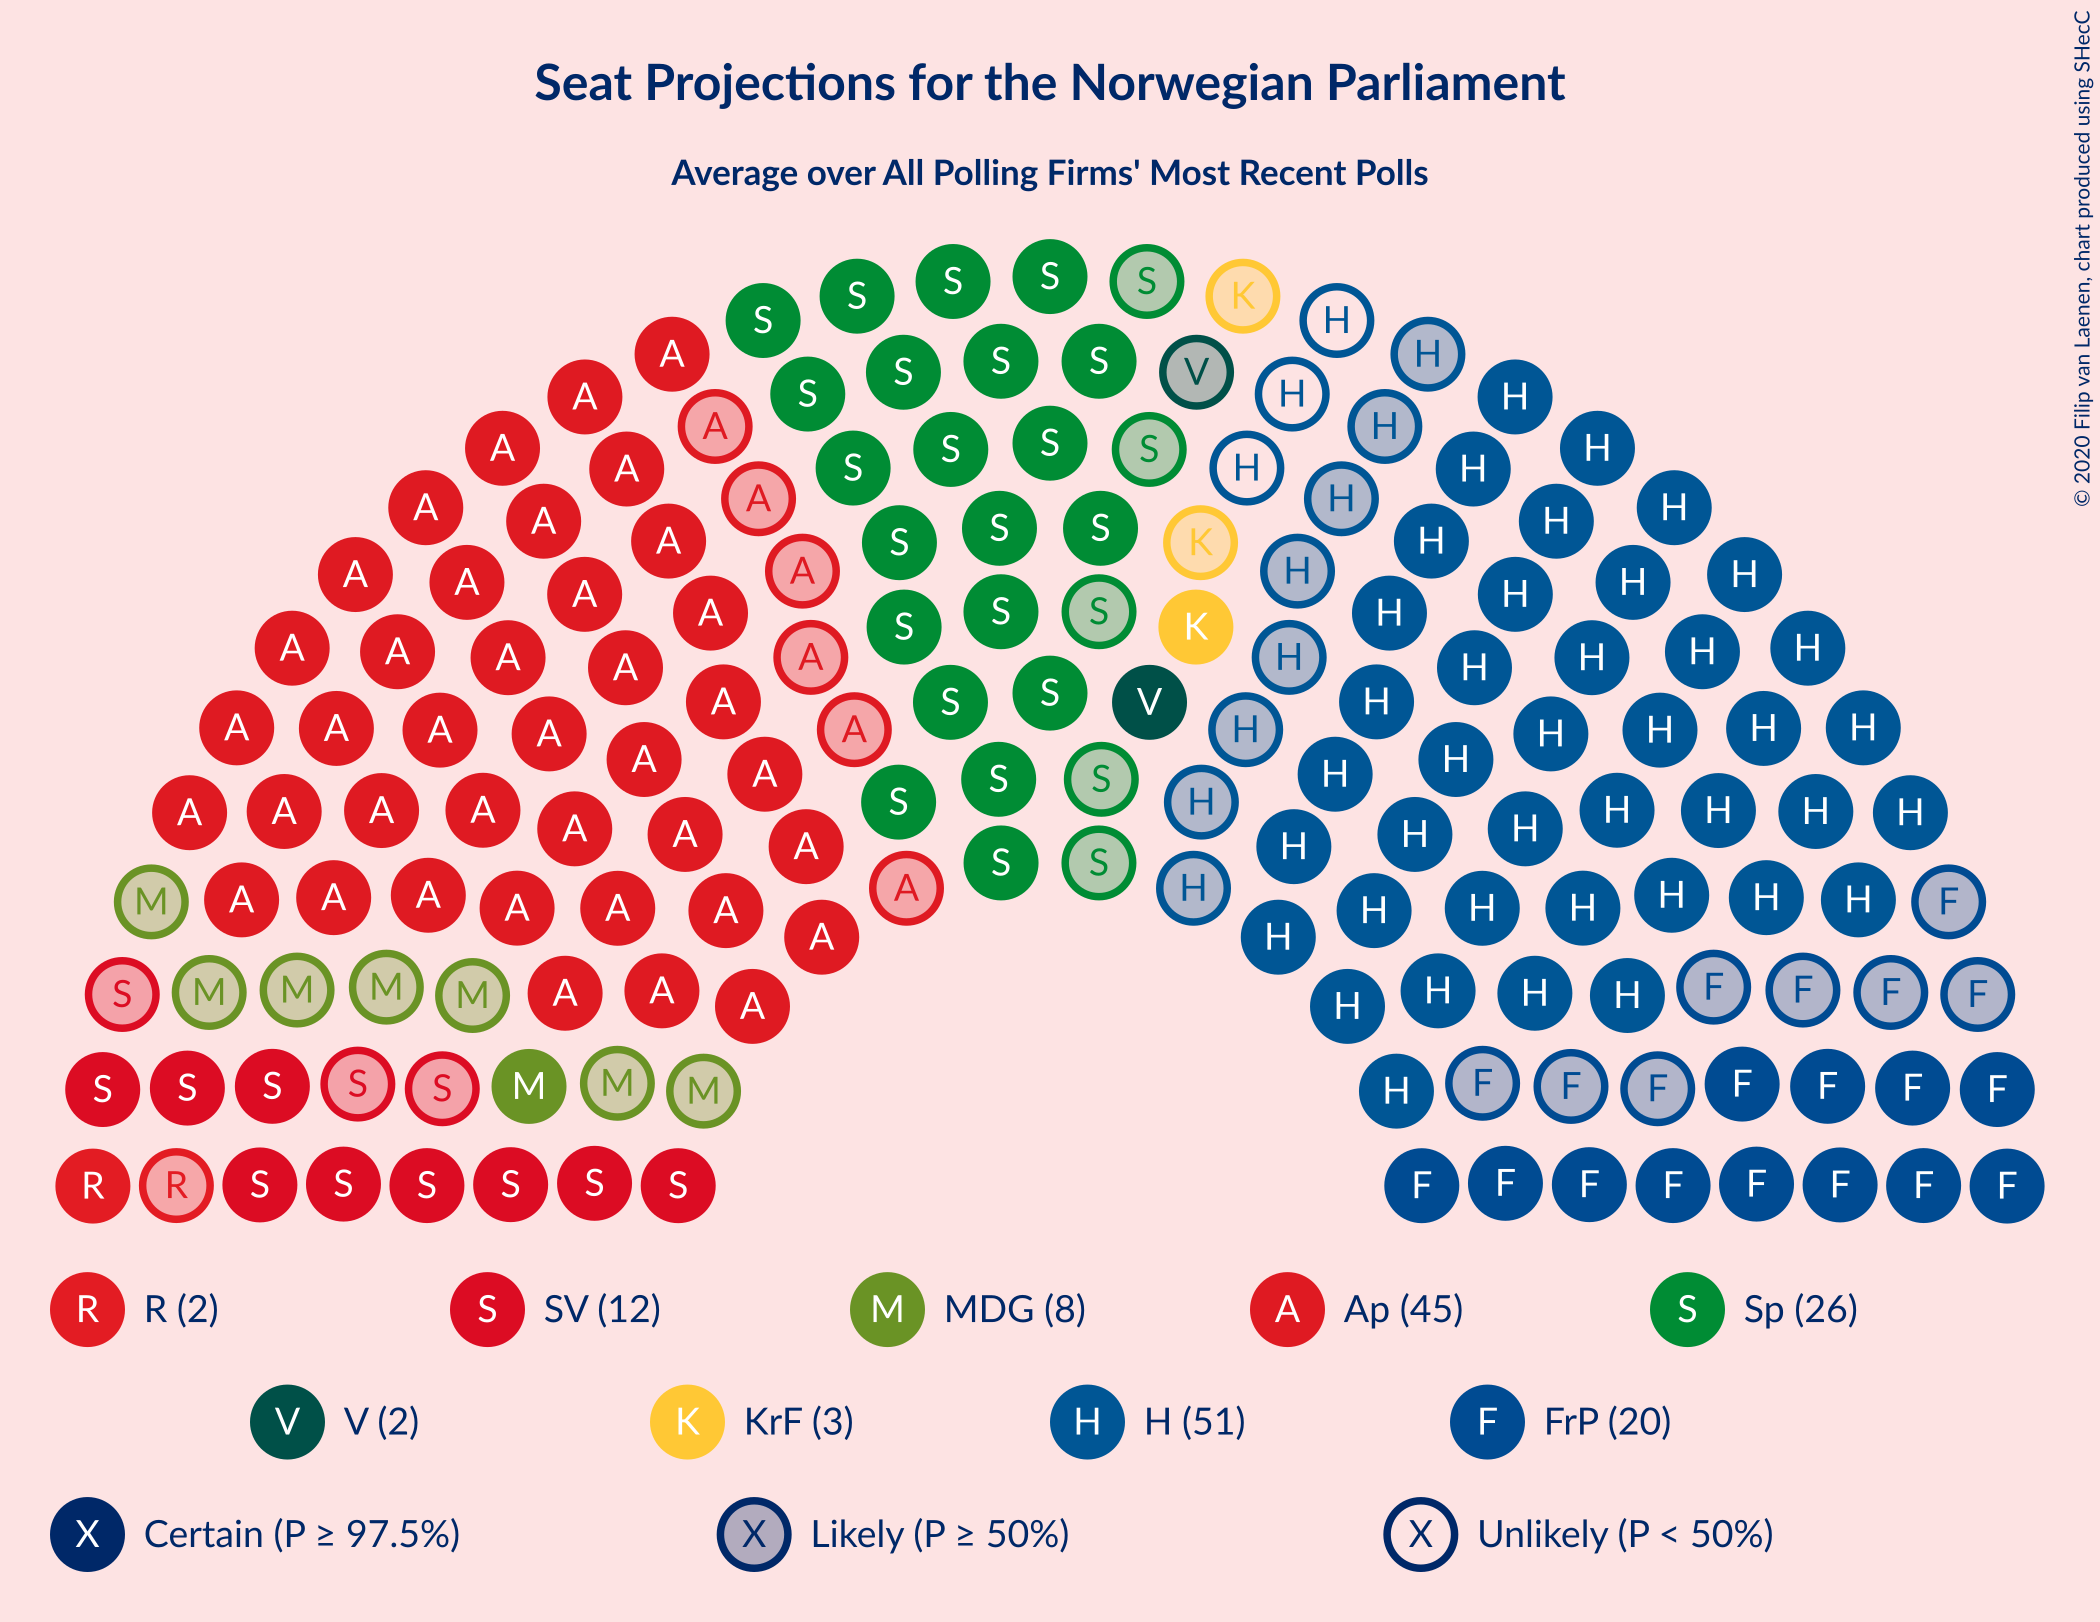 © 2020 Filip van Laenen, chart produced using SHecC
Seat Projections for the Norwegian Parliament
Average over All Polling Firms' Most Recent Polls
S S S S K
S H
A S S S V H
A S H H
A H
A A S S S S H H H
A A A H H H
A S S S K H
A A A A H H H H
A S S S K H
A A A A A H H H H H
A S S V H
A A A A A A H H H H H H
A S S H
A A A A A A A S H H H H H H H H
S S
M A A A A A A A H H H H H H H F
A H
S M M M M A A A H H H H F F F F
S S S S S M M M H F F F F F F F
R R S S S S S S F F F F F F F F
R R (2) S SV (12) M MDG (8) A Ap (45) S Sp (26)
V V (2) K KrF (3) H H (51) F FrP (20)
X Certain (P ≥ 97.5%) X Likely (P ≥ 50%) X Unlikely (P < 50%)